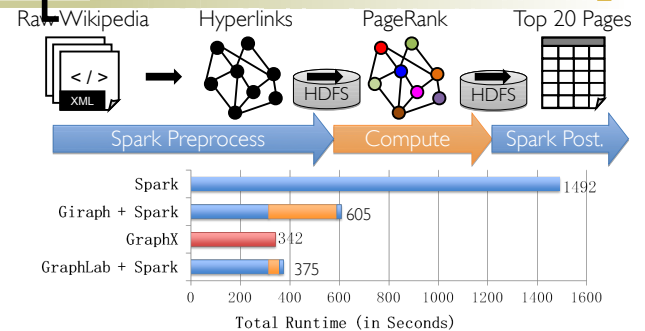 Raw Wikipedia Hyperlinks PageRank Top 20 Pages
< / >
XML
HDFS
HDFS
Spark Preprocess Compute Spark Post.
Spark 1492
Giraph + Spark 605
GraphX 342
GraphLab + Spark 375
0 200 400 600 800 1000 1200 1400 1600
Total Runtime (in Seconds)